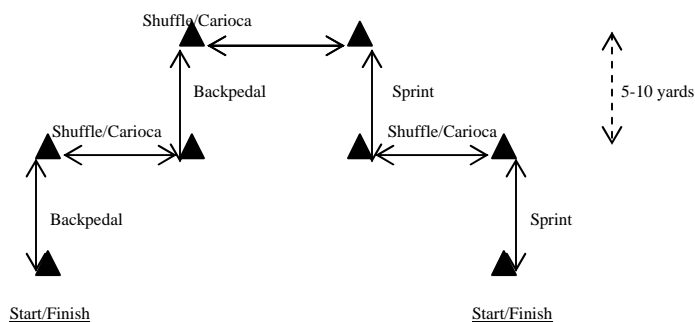 Shuffle/Carioca
Backpedal
Sprint
5-10 yards
Shuffle/Carioca
Shuffle/Carioca
Backpedal
Sprint
Start/Finish
Start/Finish